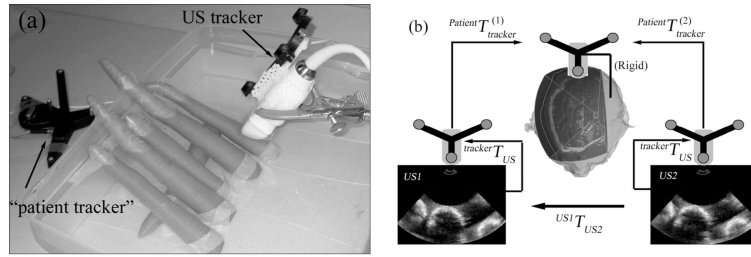 (a)
US tracker
"patient tracker"
(b)
Patient T tracker (1)
Patient T tracker (2)
(Rigid)
tracker T US
tracker T US
US1
US2
US1 T US2